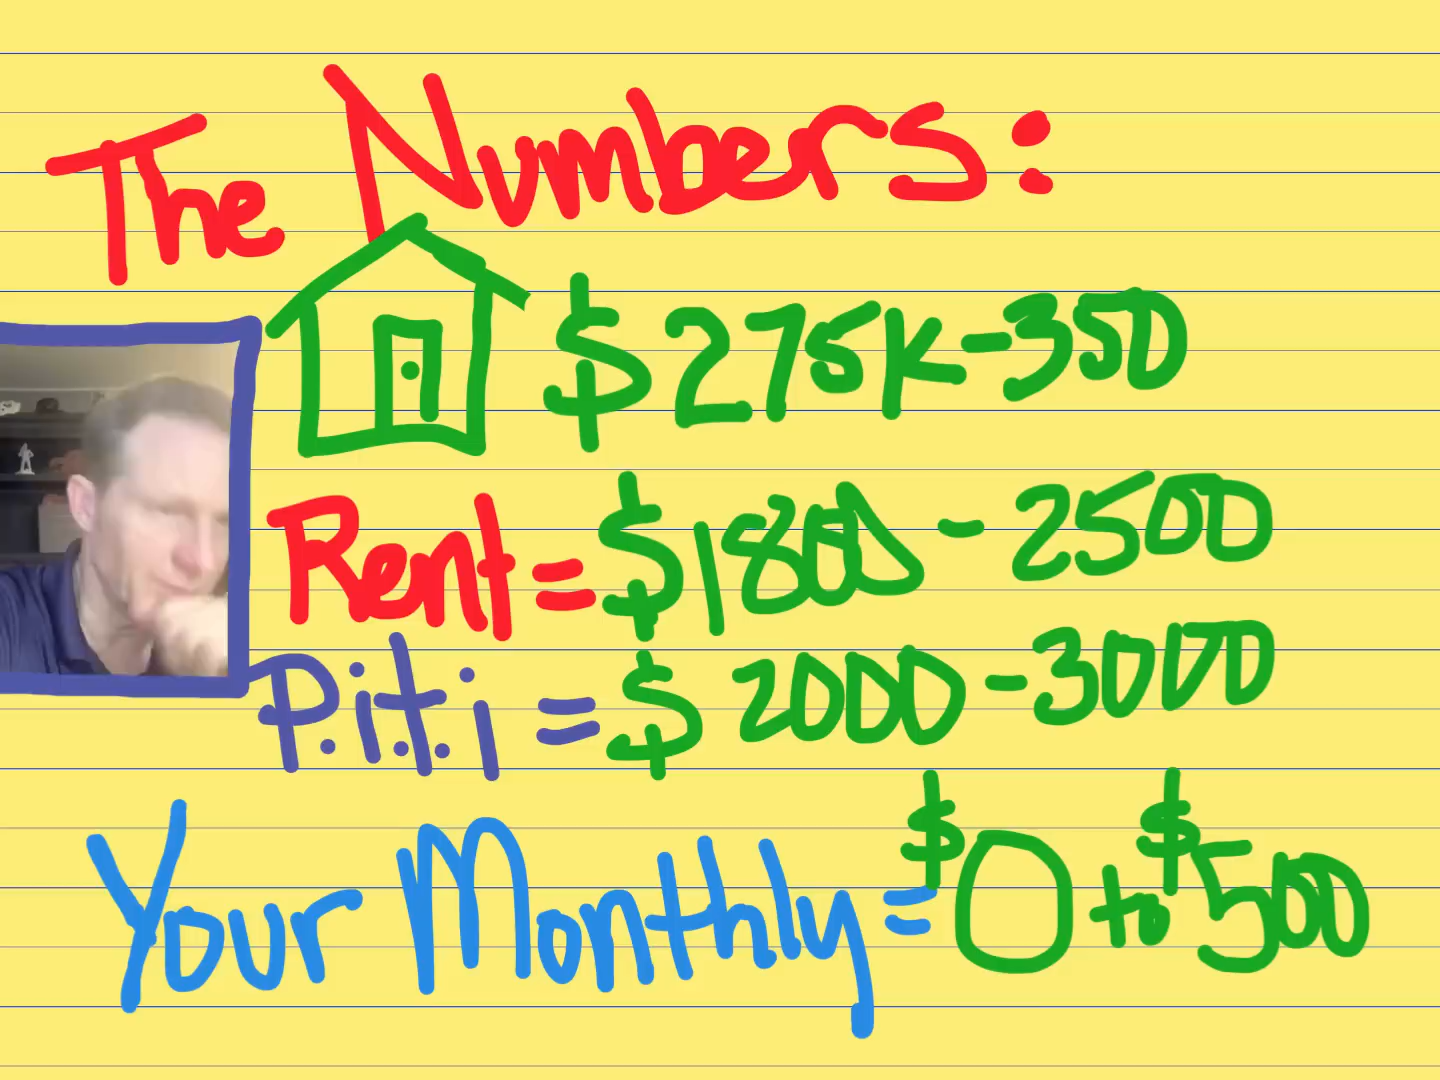 The Numbers:
$275K-350
Rent=$1800-2500
P.i.t.i=$2000-3000
Your Monthly=$0 to $500